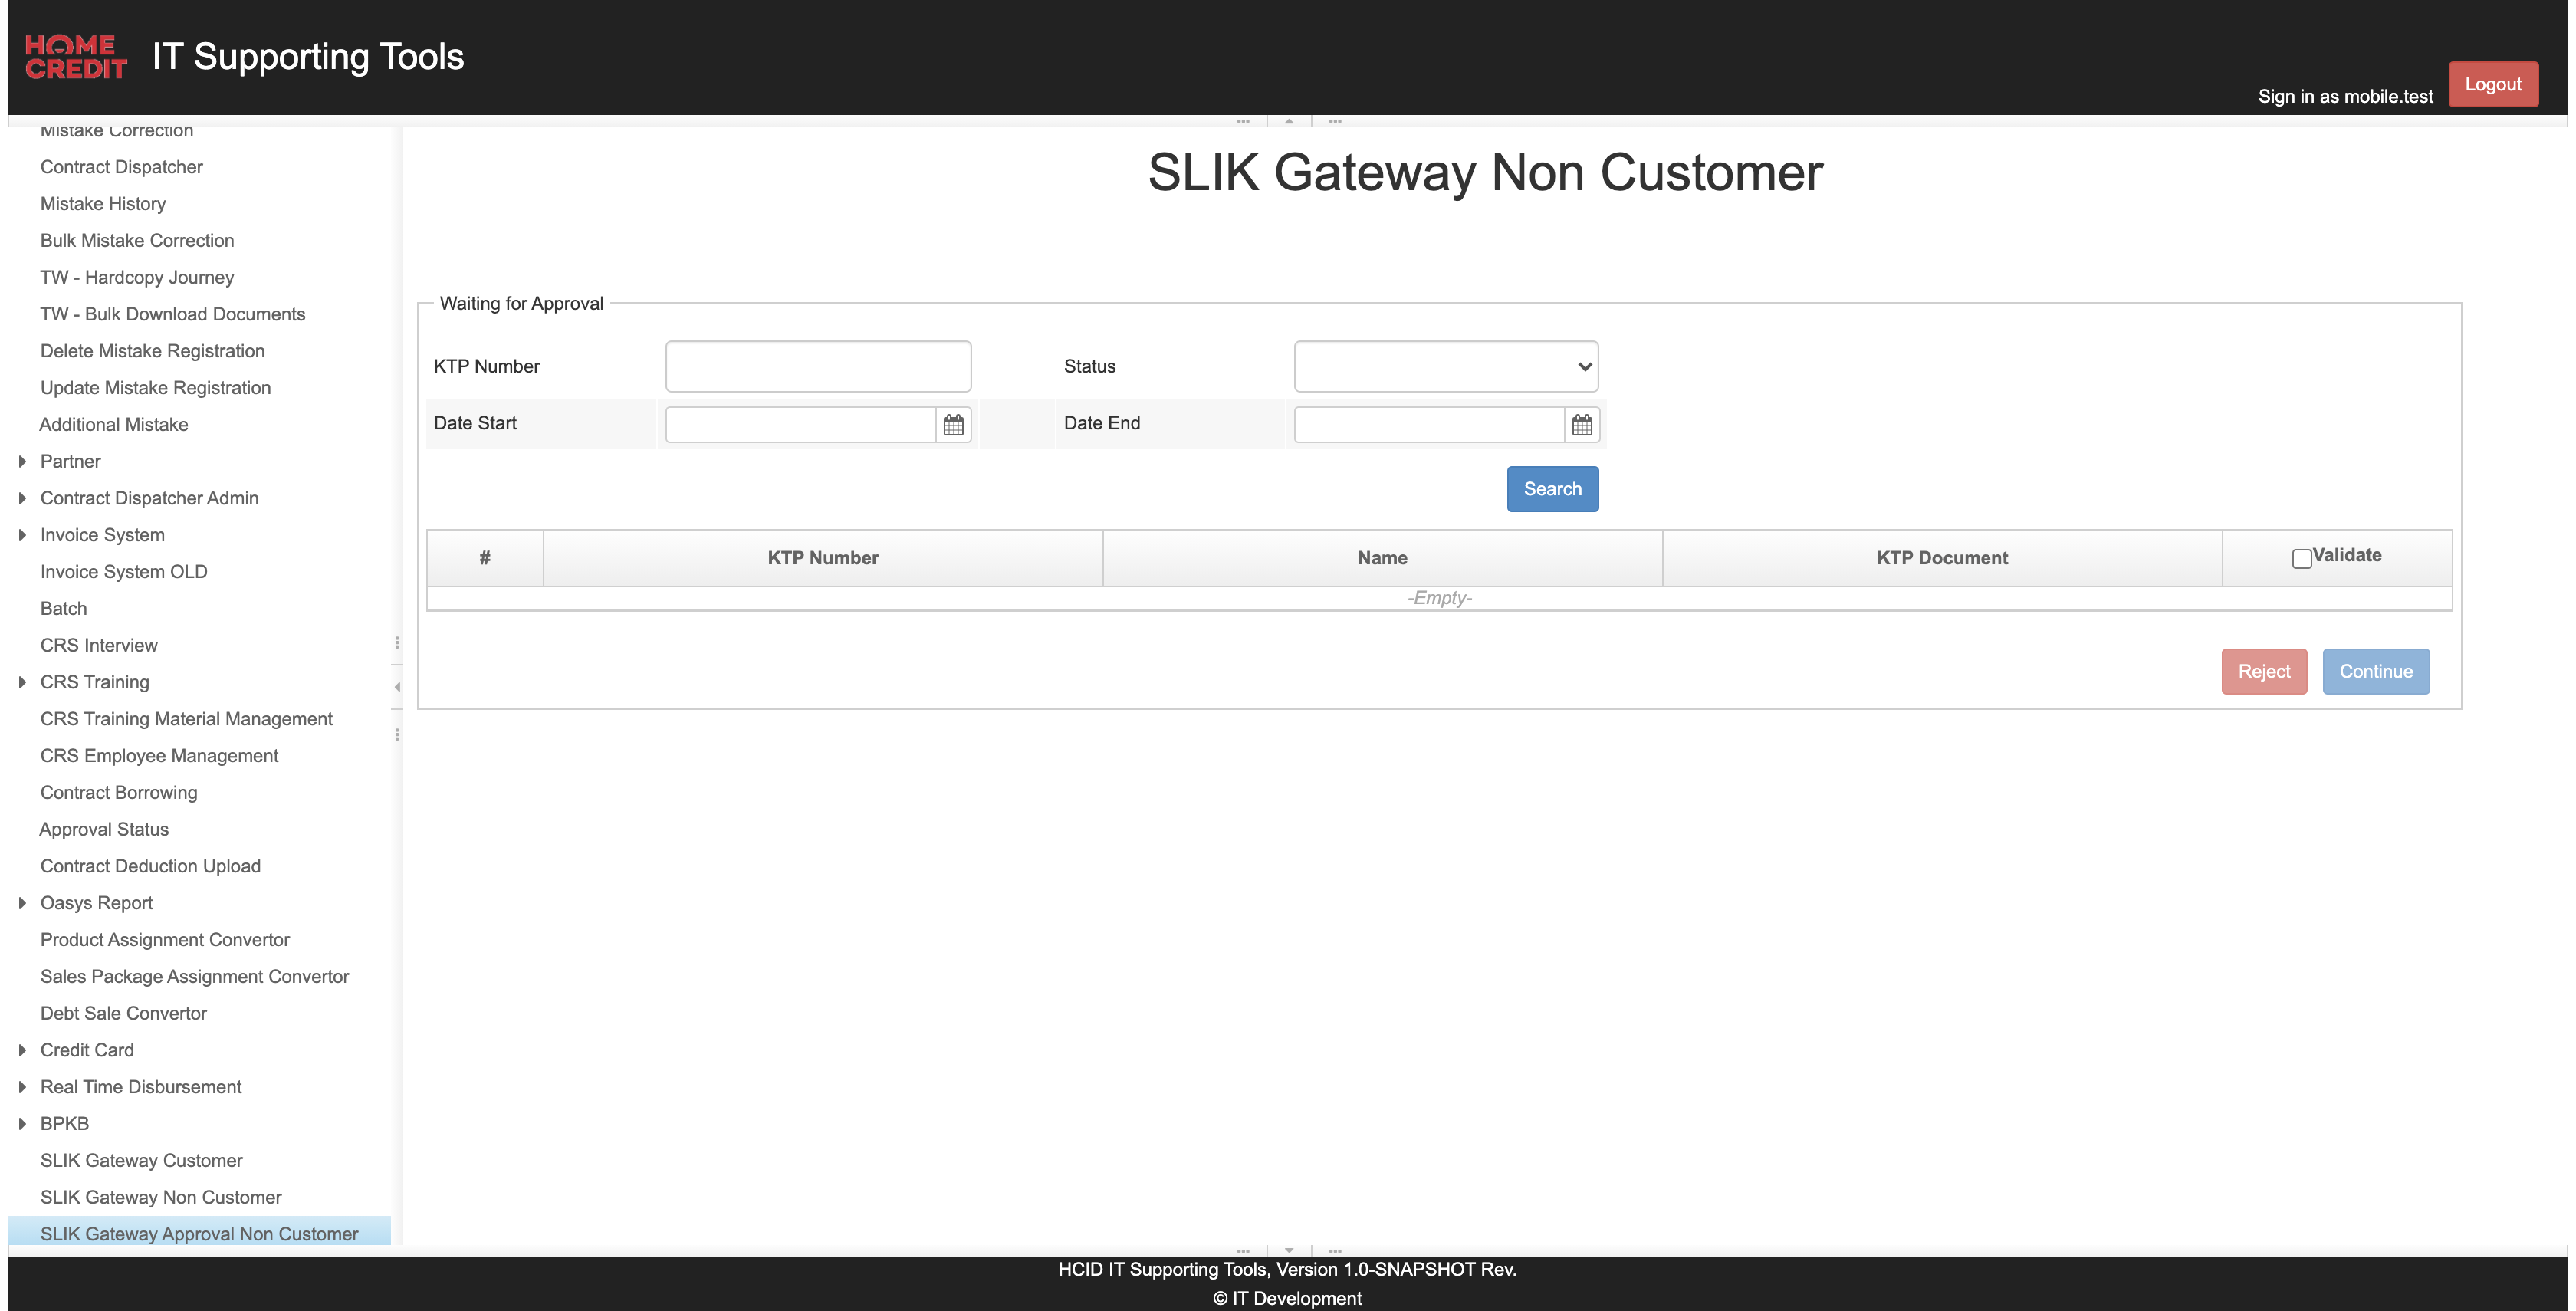 HOME
CREDIT
IT Supporting Tools
Sign in as mobile.test
Logout
Mistake Correction
Contract Dispatcher
Mistake History
Bulk Mistake Correction
TW - Hardcopy Journey
TW - Bulk Download Documents
Delete Mistake Registration
Update Mistake Registration
Additional Mistake
Partner
Contract Dispatcher Admin
Invoice System
Invoice System OLD
Batch
CRS Interview
CRS Training
CRS Training Material Management
CRS Employee Management
Contract Borrowing
Approval Status
Contract Deduction Upload
Oasys Report
Product Assignment Convertor
Sales Package Assignment Convertor
Debt Sale Convertor
Credit Card
Real Time Disbursement
BPKB
SLIK Gateway Customer
SLIK Gateway Non Customer
SLIK Gateway Approval Non Customer
SLIK Gateway Non Customer
Waiting for Approval
KTP Number
Status
Date Start
Date End
Search
# KTP Number Name KTP Document Validate
-Empty-
Reject
Continue
HCID IT Supporting Tools, Version 1.0-SNAPSHOT Rev.
© IT Development